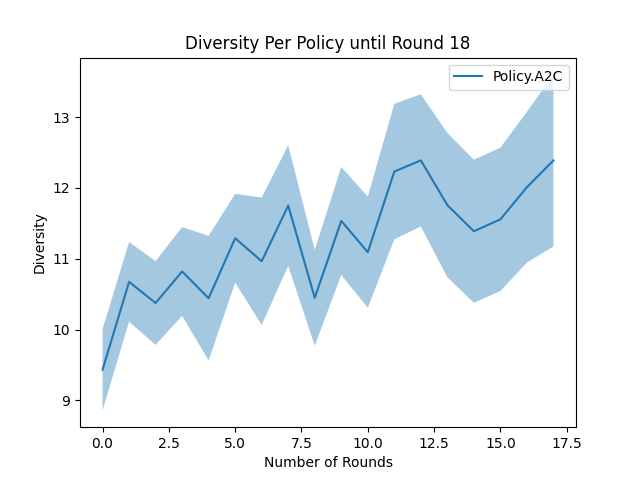 Diversity Per Policy until Round 18
Policy.A2C
13
12
11
10
9
Diversity
0.0 2.5 5.0 7.5 10.0 12.5 15.0 17.5
Number of Rounds